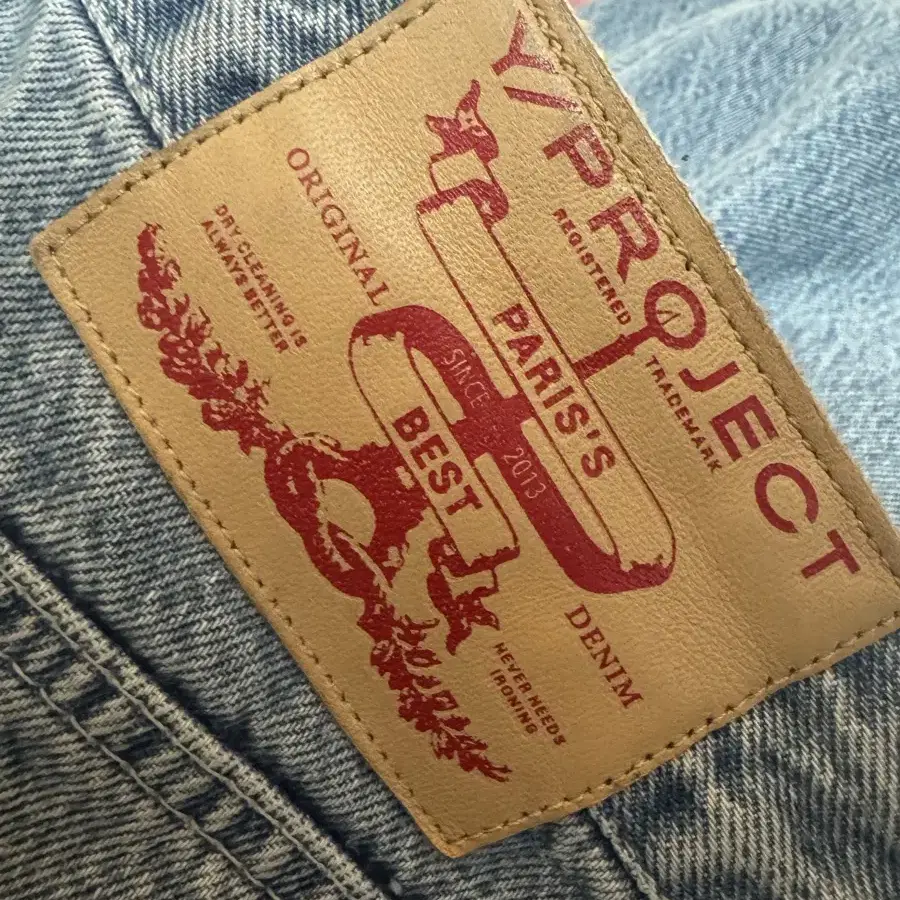 Y/PROJECT
REGISTERED TRADEMARK
ORIGINAL
PARIS'S
SINCE 2013
BEST
DENIM
DRY CLEANING IS
ALWAYS BETTER
NEVER NEEDS
IRONING